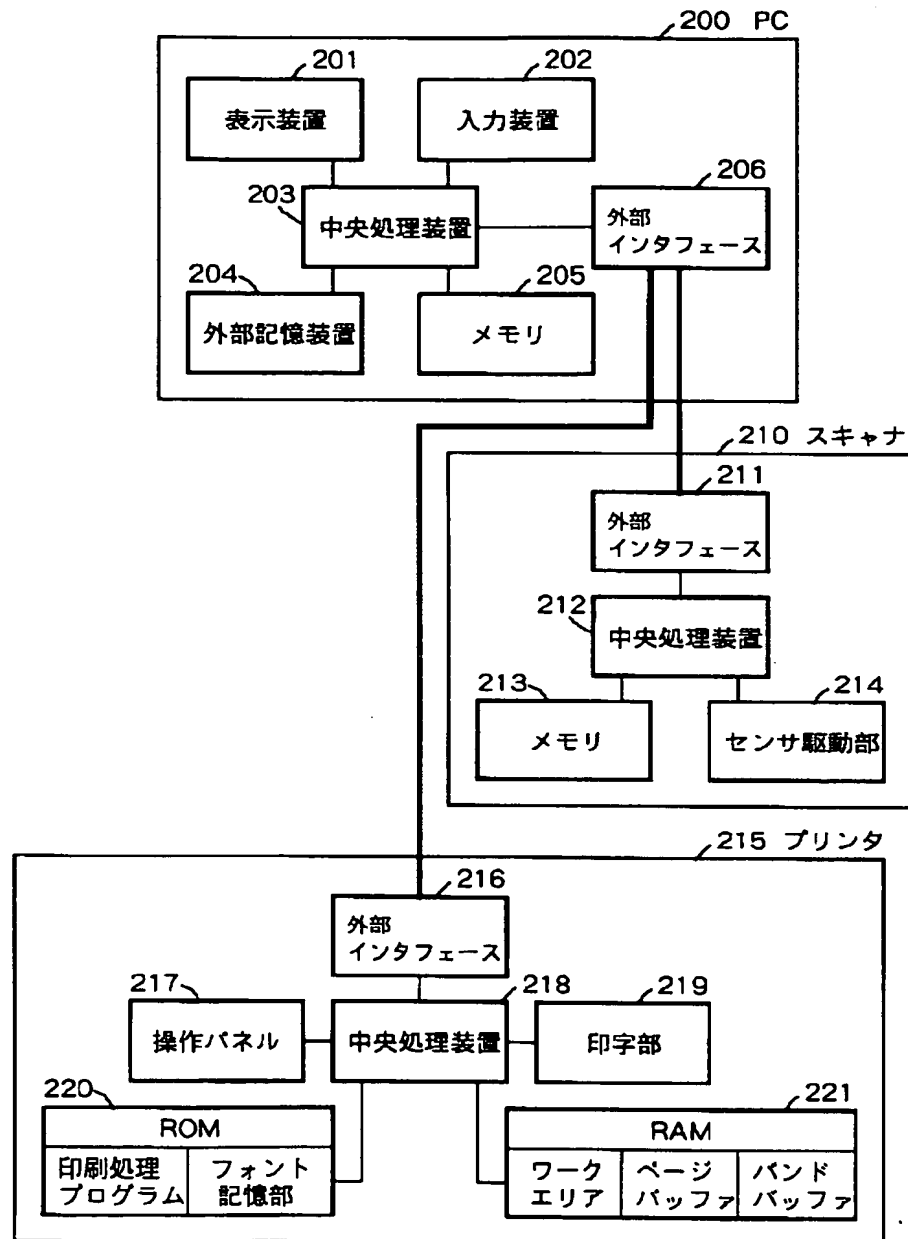 200 PC
201
表示装置
202
入力装置
203
中央処理装置
206
外部
インタフェース
204
外部記憶装置
205
メモリ
210 スキャナ
211
外部
インタフェース
212
中央処理装置
213
メモリ
214
センサ駆動部
215 プリンタ
216
外部
インタフェース
217
操作パネル
218
中央処理装置
219
印字部
220
ROM
印刷処理
プログラム
フォント
記憶部
221
RAM
ワーク
エリア
ページ
バッファ
バンド
バッファ